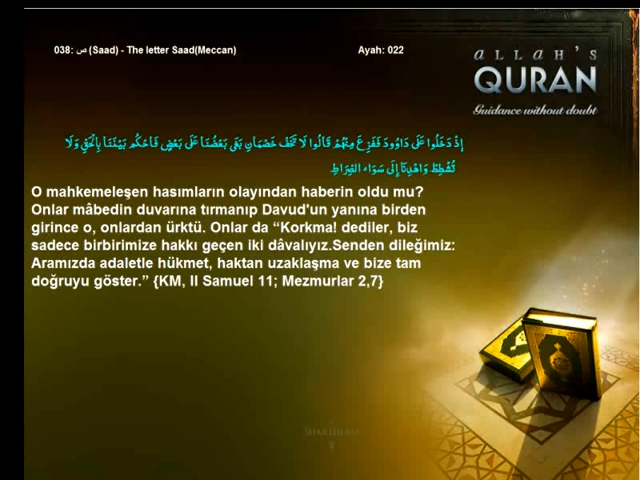 038: ص (Saad) - The letter Saad(Meccan) Ayah: 022
ALLAH'S
QURAN
Guidance without doubt
إِذْ دَخَلُوا عَلَى دَاوُودَ فَفَزِعَ مِنْهُمْ قَالُوا لَا تَخَفْ خَصْمَانِ بَغَى بَعْضُنَا عَلَى بَعْضٍ فَاحْكُم بَيْنَنَا بِالْحَقِّ وَلَا
تُشْطِطْ وَاهْدِنَا إِلَى سَوَاء الصِّرَاطِ
O mahkemeleşen hasımların olayından haberin oldu mu?
Onlar mâbedin duvarına tırmanıp Davud'un yanına birden
girince o, onlardan ürktü. Onlar da “Korkma! dediler, biz
sadece birbirimize hakkı geçen iki dâvalıyız.Senden dileğimiz:
Aramızda adaletle hükmet, haktan uzaklaşma ve bize tam
doğruyu göster.” {KM, II Samuel 11; Mezmurlar 2,7}